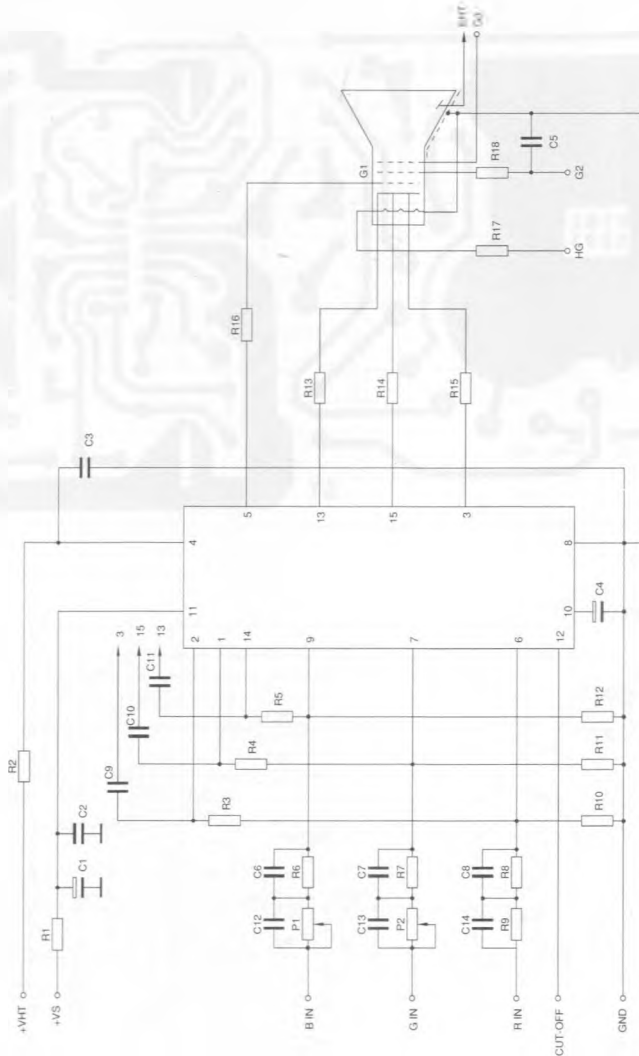 +VHT
+VS
R1
R2
C1
C2
C3
C9
C10
C11
3
15
13
2
1
14
9
7
6
12
11
4
10
8
5
13
15
3
R3
R4
R5
B IN
C12
C6
P1
R6
G IN
C13
C7
P2
R7
R IN
C14
C8
R9
R8
CUT-OFF
GND
R10
R11
R12
C4
R16
R13
R14
R15
G1
R17
HG
R18
G2
C5